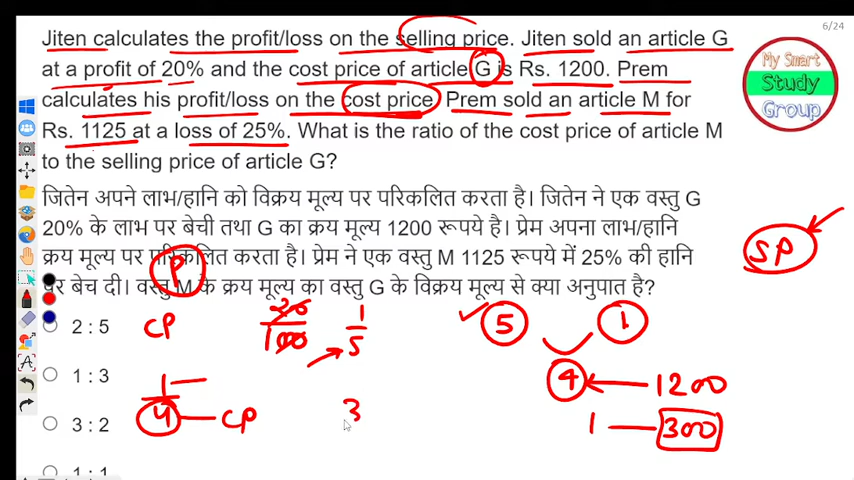 6/24
Jiten calculates the profit/loss on the selling price. Jiten sold an article G
at a profit of 20% and the cost price of article G is Rs. 1200. Prem
calculates his profit/loss on the cost price. Prem sold an article M for
Rs. 1125 at a loss of 25%. What is the ratio of the cost price of article M
to the selling price of article G?
My Smart
Study
Group
जितेन अपने लाभ/हानि को विक्रय मूल्य पर परिकलित करता है। जितेन ने एक वस्तु G
20% के लाभ पर बेची तथा G का क्रय मूल्य 1200 रूपये है। प्रेम अपना लाभ/हानि
क्रय मूल्य पर परिकलित करता है। प्रेम ने एक वस्तु M 1125 रूपये में 25% की हानि
पर बेच दी। वस्तु M के क्रय मूल्य का वस्तु G के विक्रय मूल्य से क्या अनुपात है?
SP
P
2 : 5
CP
20/100
1/5
5
1
1 : 3
4
1200
3 : 2
1/4
CP
3
1
300
1 : 1